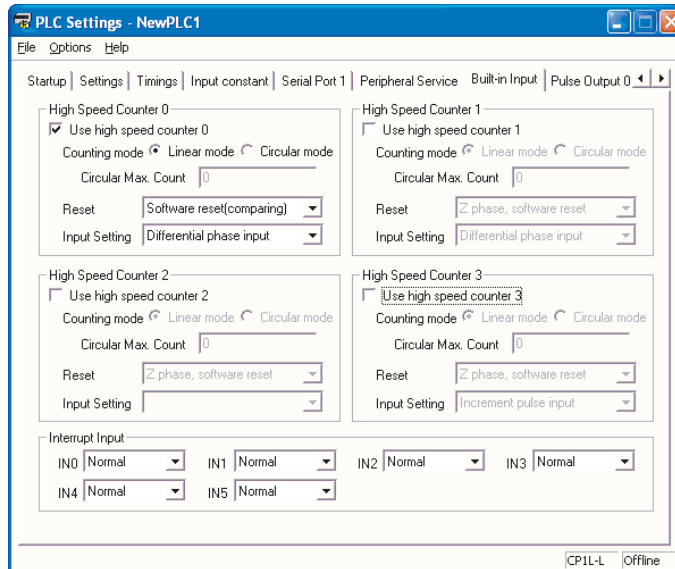 PLC Settings - NewPLC1
File Options Help
Startup Settings Timings Input constant Serial Port 1 Peripheral Service Built-in Input Pulse Output 0
High Speed Counter 0
Use high speed counter 0
Counting mode Linear mode Circular mode
Circular Max. Count 0
Reset Software reset(comparing)
Input Setting Differential phase input
High Speed Counter 1
Use high speed counter 1
Counting mode Linear mode Circular mode
Circular Max. Count 0
Reset Z phase, software reset
Input Setting Differential phase input
High Speed Counter 2
Use high speed counter 2
Counting mode Linear mode Circular mode
Circular Max. Count 0
Reset Z phase, software reset
Input Setting
High Speed Counter 3
Use high speed counter 3
Counting mode Linear mode Circular mode
Circular Max. Count 0
Reset Z phase, software reset
Input Setting Increment pulse input
Interrupt Input
IN0 Normal IN1 Normal IN2 Normal IN3 Normal
IN4 Normal IN5 Normal
CP1L-L Offline